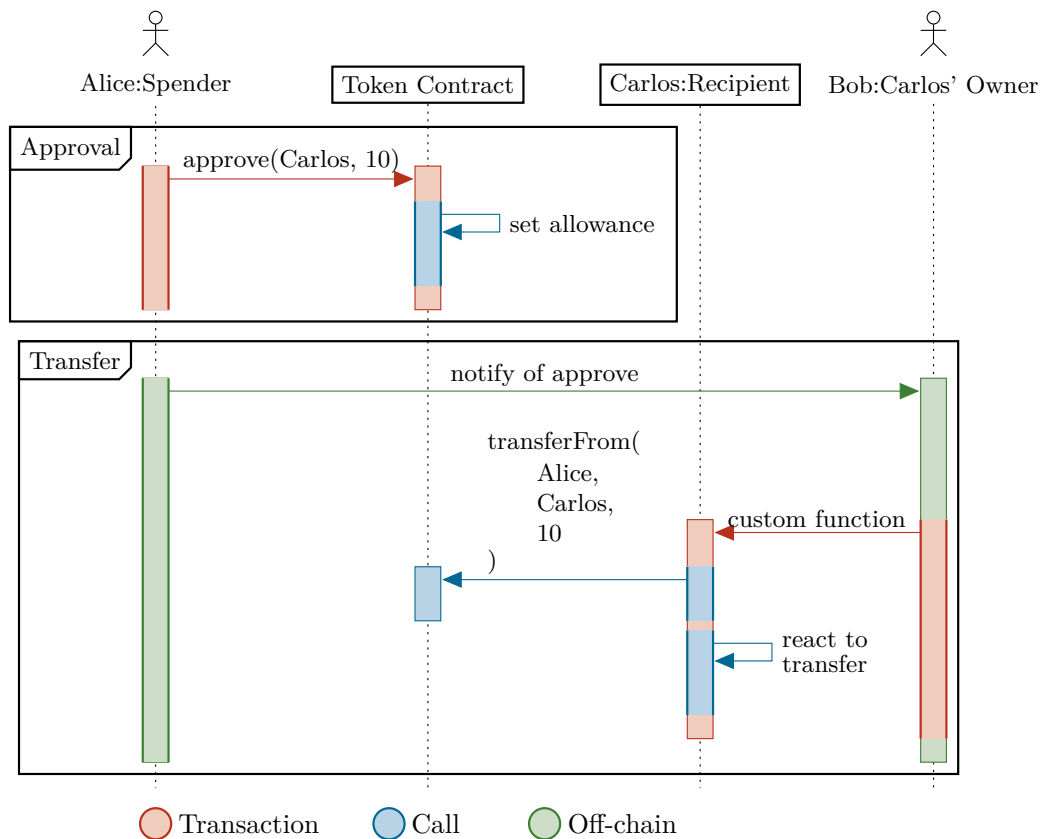 Alice:Spender
Token Contract
Carlos:Recipient
Bob:Carlos' Owner
Approval
approve(Carlos, 10)
set allowance
Transfer
notify of approve
transferFrom(
Alice,
Carlos,
10
)
custom function
react to
transfer
Transaction
Call
Off-chain